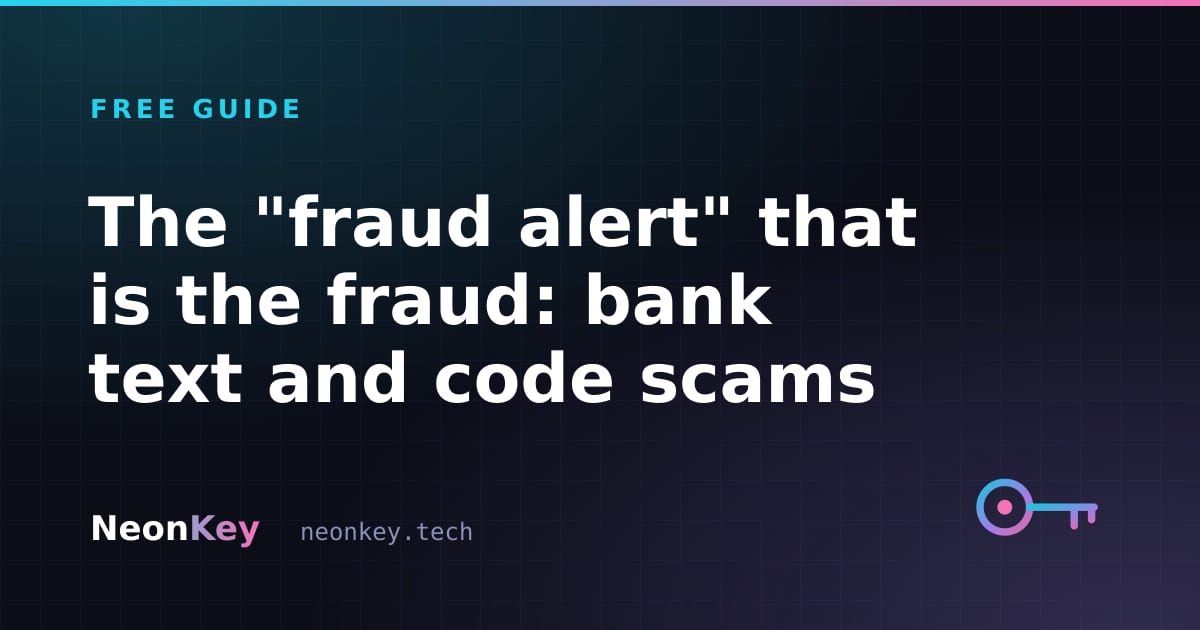 FREE GUIDE
The "fraud alert" that
is the fraud: bank
text and code scams
NeonKey neonkey.tech